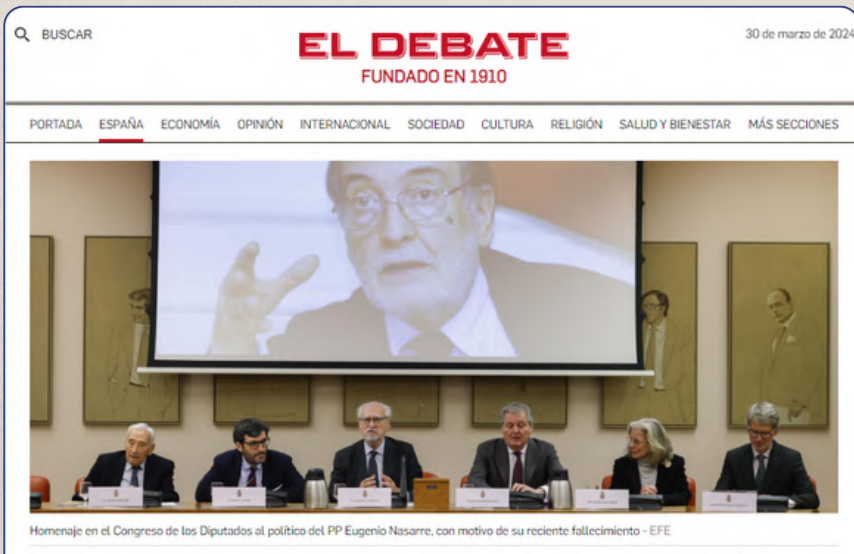 BUSCAR
EL DEBATE
30 de marzo de 2024
FUNDADO EN 1910
PORTADA ESPAÑA ECONOMÍA OPINIÓN INTERNACIONAL SOCIEDAD CULTURA RELIGIÓN SALUD Y BIENESTAR MÁS SECCIONES
Homenaje en el Congreso de los Diputados al político del PP Eugenio Nasarre, con motivo de su reciente fallecimiento - EFE